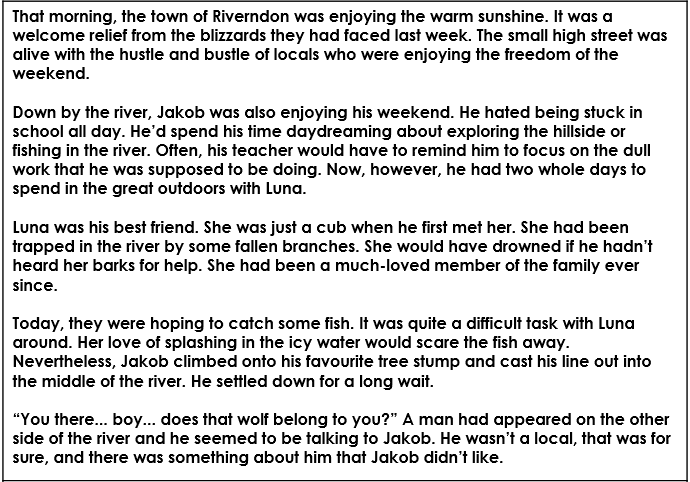 That morning, the town of Riverndon was enjoying the warm sunshine. It was a
welcome relief from the blizzards they had faced last week. The small high street was
alive with the hustle and bustle of locals who were enjoying the freedom of the
weekend.
Down by the river, Jakob was also enjoying his weekend. He hated being stuck in
school all day. He’d spend his time daydreaming about exploring the hillside or
fishing in the river. Often, his teacher would have to remind him to focus on the dull
work that he was supposed to be doing. Now, however, he had two whole days to
spend in the great outdoors with Luna.
Luna was his best friend. She was just a cub when he first met her. She had been
trapped in the river by some fallen branches. She would have drowned if he hadn’t
heard her barks for help. She had been a much-loved member of the family ever
since.
Today, they were hoping to catch some fish. It was quite a difficult task with Luna
around. Her love of splashing in the icy water would scare the fish away.
Nevertheless, Jakob climbed onto his favourite tree stump and cast his line out into
the middle of the river. He settled down for a long wait.
“You there... boy... does that wolf belong to you?” A man had appeared on the other
side of the river and he seemed to be talking to Jakob. He wasn’t a local, that was for
sure, and there was something about him that Jakob didn’t like.